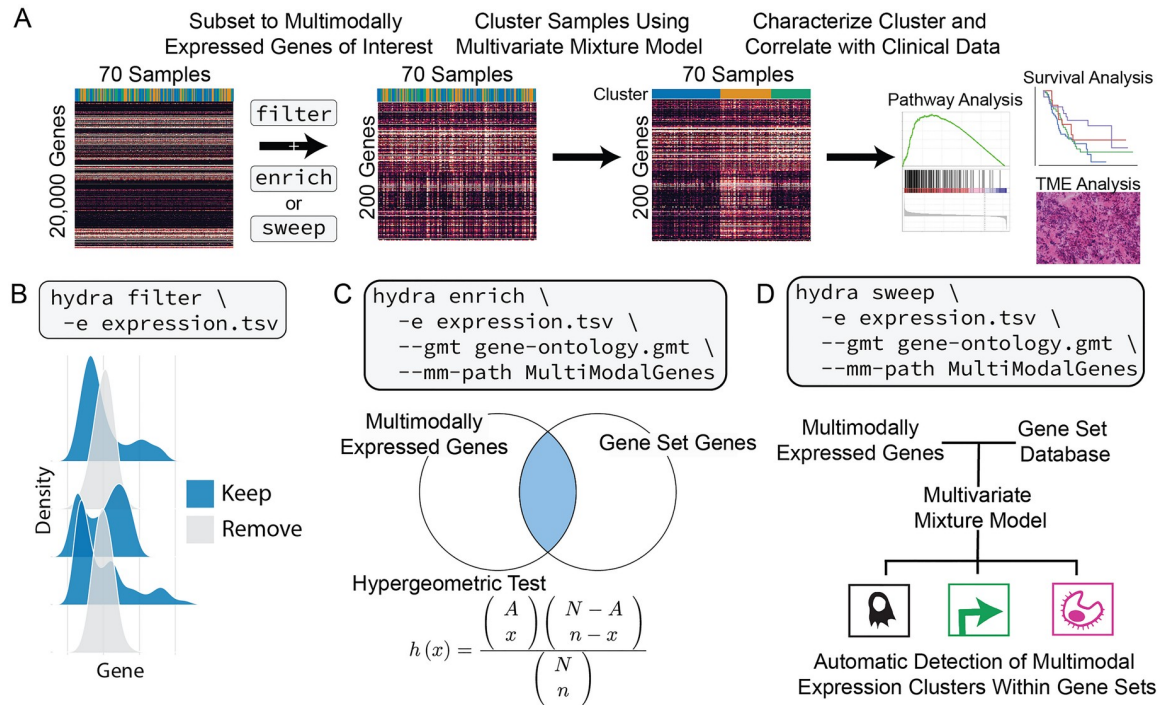 A
Subset to Multimodally
Expressed Genes of Interest
Cluster Samples Using
Multivariate Mixture Model
Characterize Cluster and
Correlate with Clinical Data
70 Samples
20,000 Genes
filter
+
enrich
or
sweep
70 Samples
200 Genes
70 Samples
Cluster
200 Genes
Pathway Analysis
Survival Analysis
TME Analysis
B
hydra filter \
-e expression.tsv
Density
Keep
Remove
Gene
C
hydra enrich \
-e expression.tsv \
--gmt gene-ontology.gmt \
--mm-path MultiModalGenes
Multimodally
Expressed Genes
Gene Set Genes
Hypergeometric Test
A N − A
x n − x
h (x) =
N
n
D
hydra sweep \
-e expression.tsv \
--gmt gene-ontology.gmt \
--mm-path MultiModalGenes
Multimodally
Expressed Genes
Gene Set
Database
Multivariate
Mixture Model
Automatic Detection of Multimodal
Expression Clusters Within Gene Sets